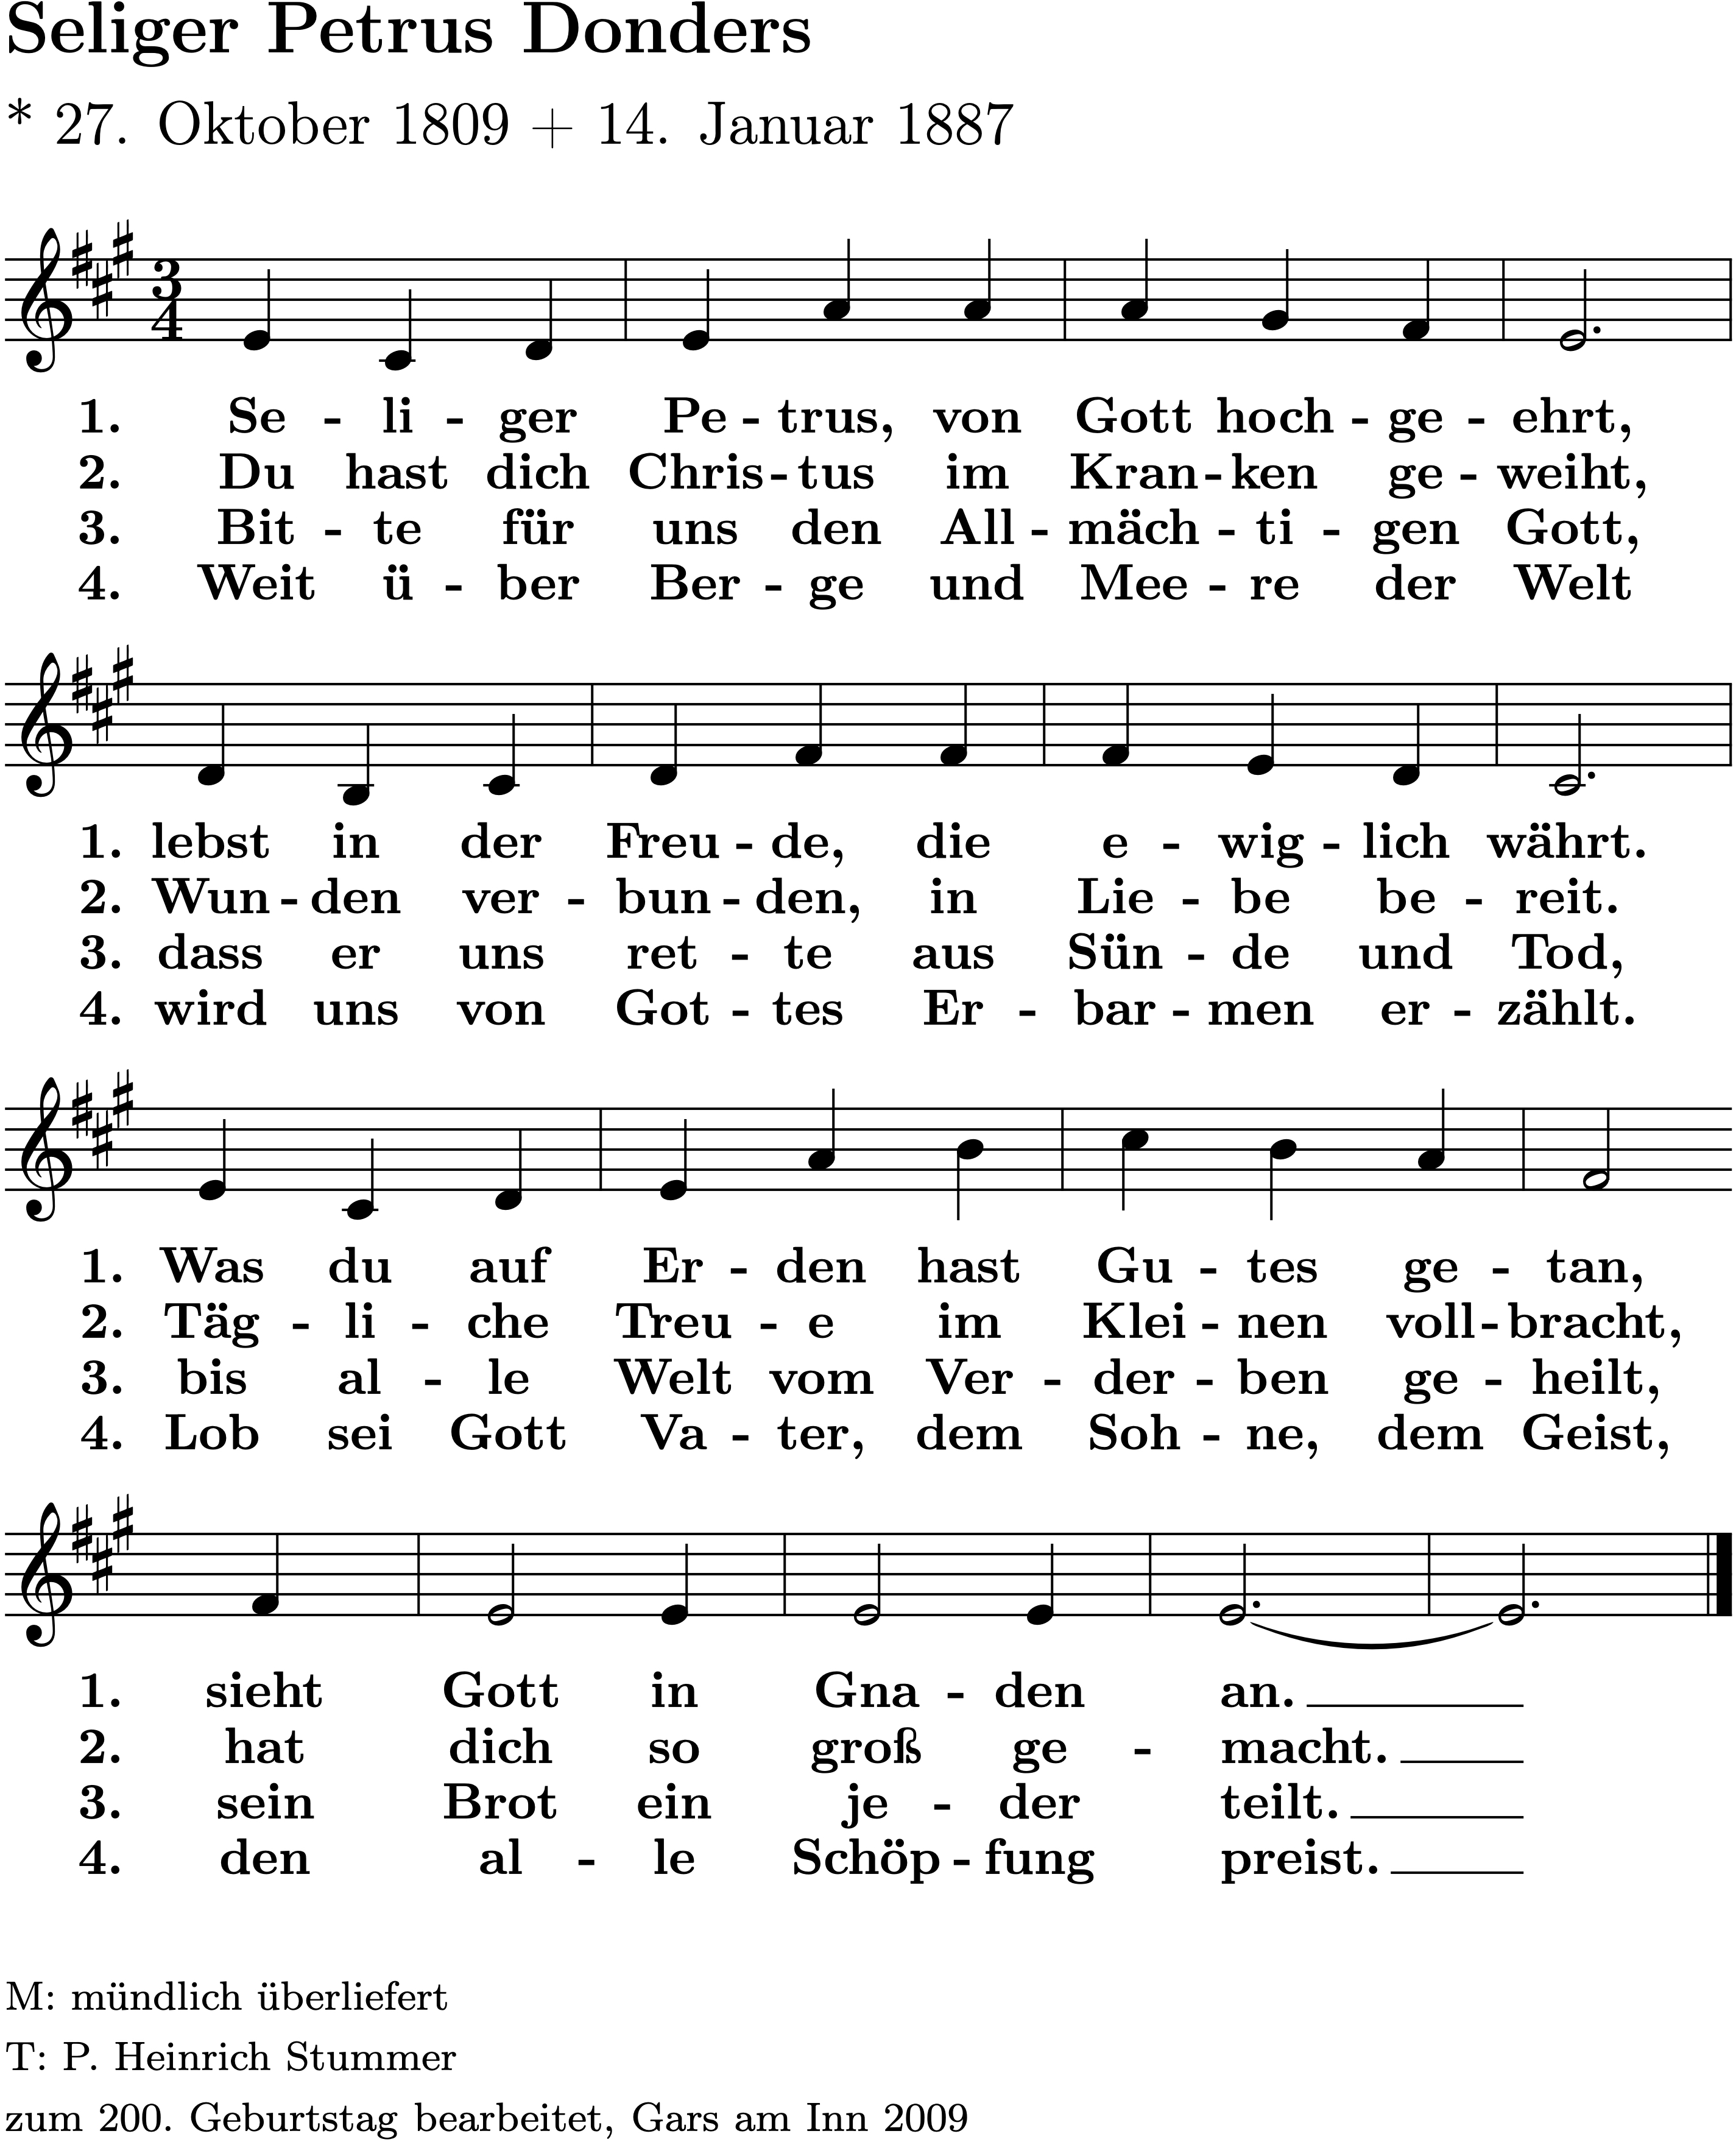 Seliger Petrus Donders
* 27. Oktober 1809 + 14. Januar 1887
3
4
1. Se - li - ger Pe - trus, von Gott hoch - ge - ehrt,
2. Du hast dich Chris - tus im Kran - ken ge - weiht,
3. Bit - te für uns den All - mäch - ti - gen Gott,
4. Weit ü - ber Ber - ge und Mee - re der Welt
1. lebst in der Freu - de, die e - wig - lich währt.
2. Wun - den ver - bun - den, in Lie - be be - reit.
3. dass er uns ret - te aus Sün - de und Tod,
4. wird uns von Got - tes Er - bar - men er - zählt.
1. Was du auf Er - den hast Gu - tes ge - tan,
2. Täg - li - che Treu - e im Klei - nen voll - bracht,
3. bis al - le Welt vom Ver - der - ben ge - heilt,
4. Lob sei Gott Va - ter, dem Soh - ne, dem Geist,
1. sieht Gott in Gna - den an.
2. hat dich so groß ge - macht.
3. sein Brot ein je - der teilt.
4. den al - le Schöp - fung preist.
M: mündlich überliefert
T: P. Heinrich Stummer
zum 200. Geburtstag bearbeitet, Gars am Inn 2009